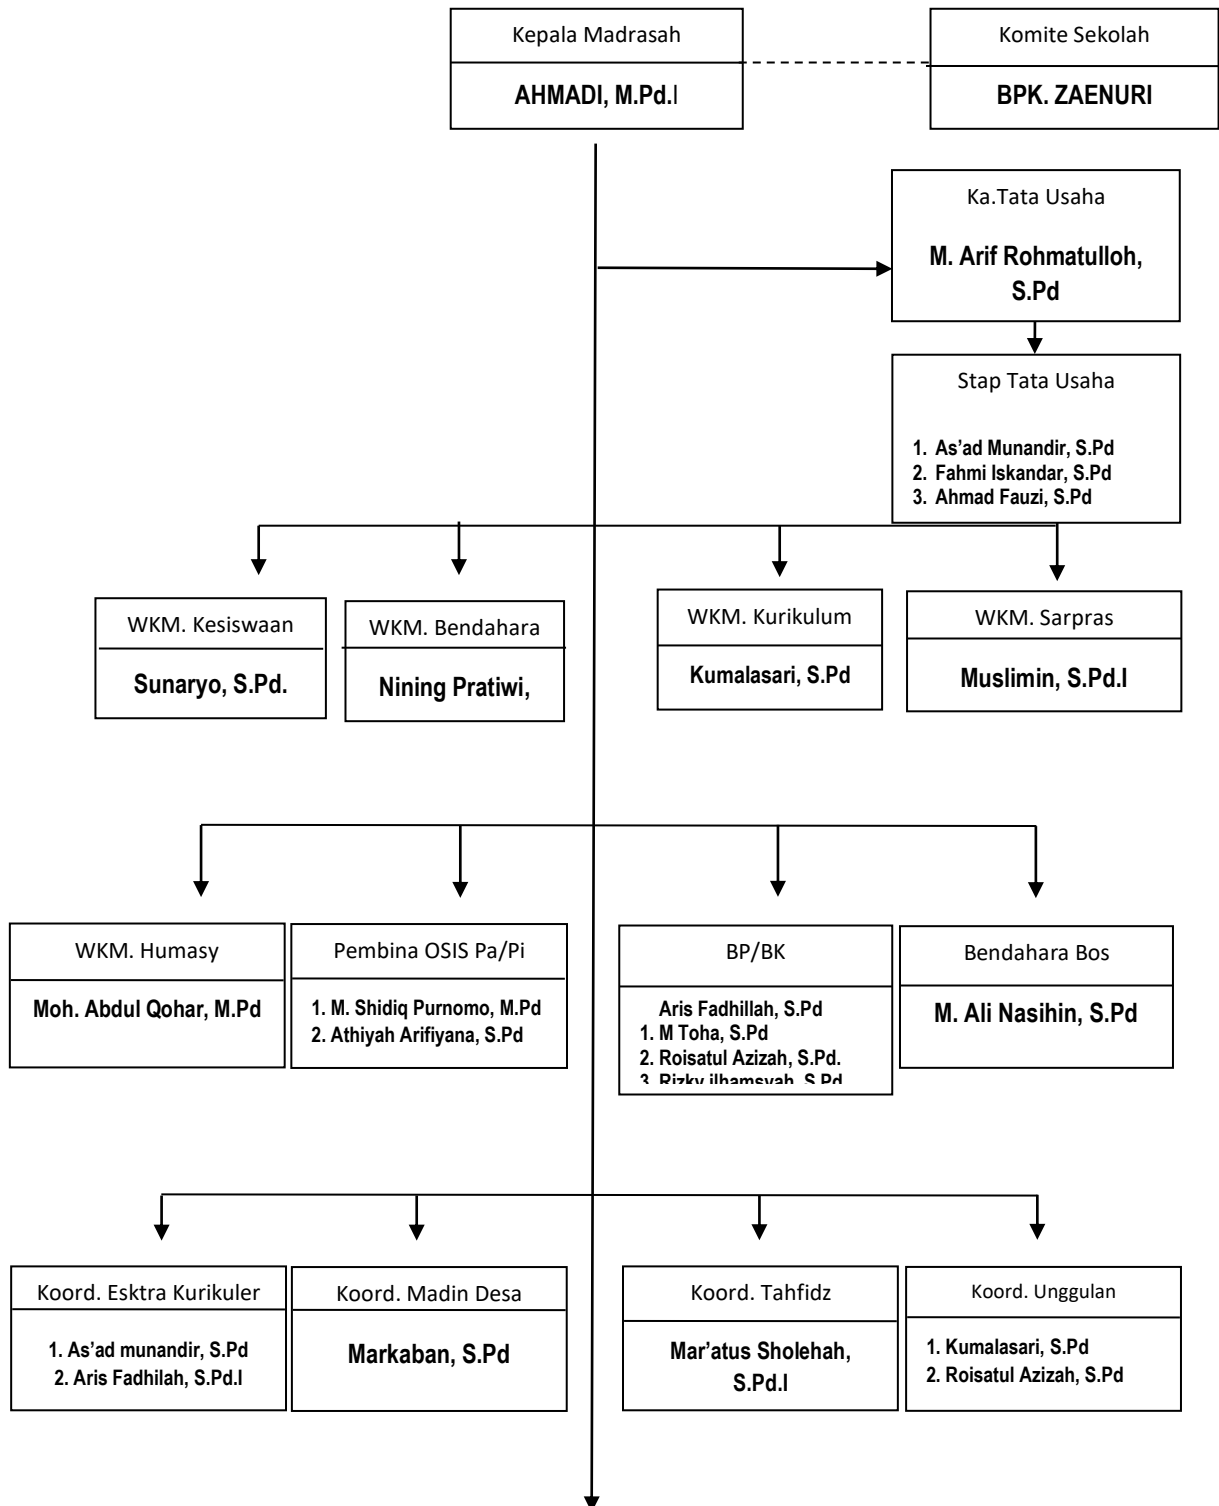 Kepala Madrasah
AHMADI, M.Pd.I
Komite Sekolah
BPK. ZAENURI
Ka.Tata Usaha
M. Arif Rohmatulloh,
S.Pd
Stap Tata Usaha
1. As’ad Munandir, S.Pd
2. Fahmi Iskandar, S.Pd
3. Ahmad Fauzi, S.Pd
WKM. Kesiswaan
Sunaryo, S.Pd.
WKM. Bendahara
Nining Pratiwi,
WKM. Kurikulum
Kumalasari, S.Pd
WKM. Sarpras
Muslimin, S.Pd.I
WKM. Humasy
Moh. Abdul Qohar, M.Pd
Pembina OSIS Pa/Pi
1. M. Shidiq Purnomo, M.Pd
2. Athiyah Arifiyana, S.Pd
BP/BK
Aris Fadhillah, S.Pd
1. M Toha, S.Pd
2. Roisatul Azizah, S.Pd.
3. Rizky ilhamsyah, S.Pd
Bendahara Bos
M. Ali Nasihin, S.Pd
Koord. Esktra Kurikuler
1. As’ad munandir, S.Pd
2. Aris Fadhilah, S.Pd.I
Koord. Madin Desa
Markaban, S.Pd
Koord. Tahfidz
Mar’atus Sholehah,
S.Pd.I
Koord. Unggulan
1. Kumalasari, S.Pd
2. Roisatul Azizah, S.Pd